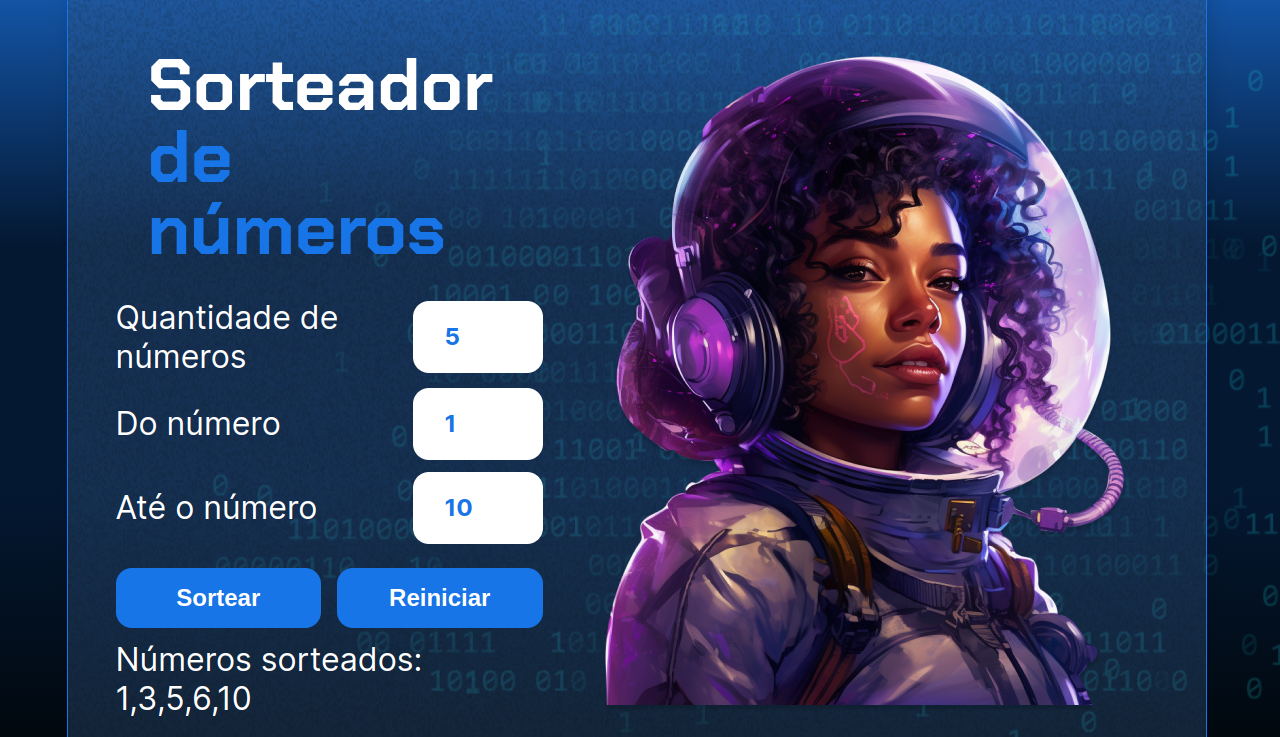 Sorteador
de
números
Quantidade de
números
5
Do número
1
Até o número
10
Sortear
Reiniciar
Números sorteados:
1,3,5,6,10